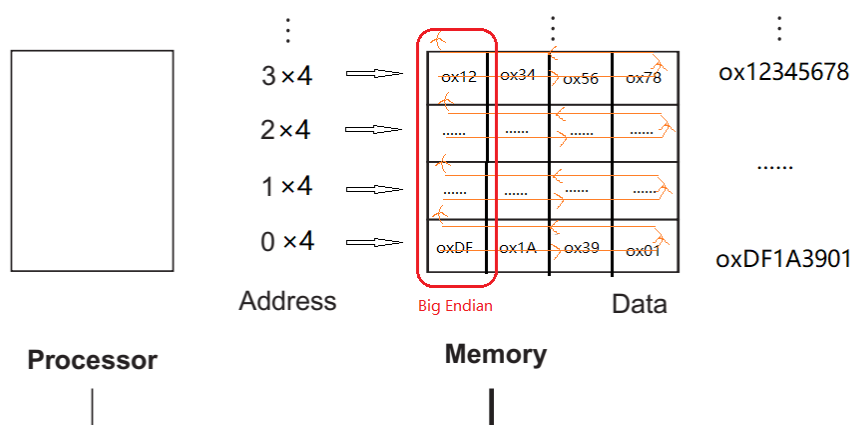 ⋮ ⋮ ⋮
3×4 ox12 ox34 ox56 ox78 ox12345678
2×4 ...... ...... ...... ......
......
1×4 ...... ...... ...... ......
0×4 oxDF ox1A ox39 ox01 oxDF1A3901
Address Big Endian Data
Processor Memory